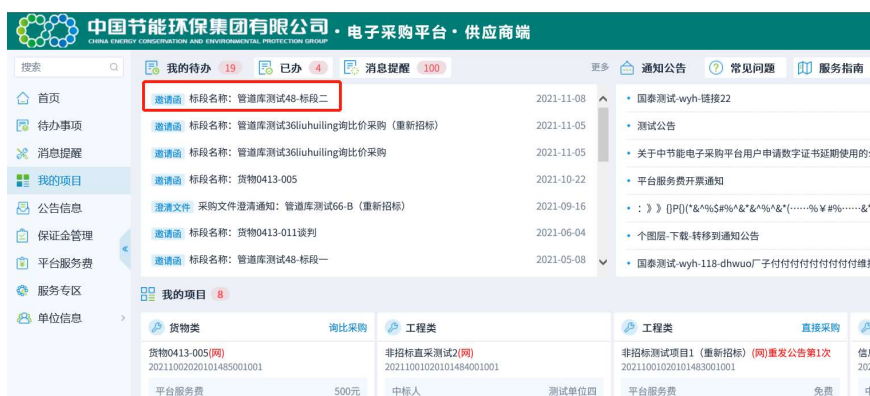 中国节能环保集团有限公司·电子采购平台·供应商端
CHINA ENERGY CONSERVATION AND ENVIRONMENTAL PROTECTION GROUP
搜索
首页
待办事项
消息提醒
我的项目
公告信息
保证金管理
平台服务费
服务专区
单位信息
我的待办 19 已办 4 消息提醒 100 更多
邀请函 标段名称：管道库测试48-标段二 2021-11-08
邀请函 标段名称：管道库测试36liuhuiling询比价采购（重新招标） 2021-11-05
邀请函 标段名称：管道库测试36liuhuiling询比价采购 2021-11-05
邀请函 标段名称：货物0413-005 2021-10-22
澄清文件 采购文件澄清通知：管道库测试66-B（重新招标） 2021-09-16
邀请函 标段名称：货物0413-011谈判 2021-06-04
邀请函 标段名称：管道库测试48-标段一 2021-05-08
通知公告 常见问题 服务指南
国泰测试-wyh-链接22
测试公告
关于中节能电子采购平台用户申请数字证书延期使用的
平台服务费开票通知
：》》{}P{)(*&^%$#%^&*&^%^&*(……%￥#%……&*
个图层-下载-转移到通知公告
国泰测试-wyh-118-dhwuo厂子付付付付付付付付维
我的项目 8
货物类 询比采购
货物0413-005(网)
20211002020101485001001
平台服务费 500元
工程类
非招标直采测试2(网)
20211001020101484001001
中标人 测试单位四
工程类 直接采购
非招标测试项目1（重新招标）(网)重发公告第1次
20211001020101483001001
平台服务费 免费